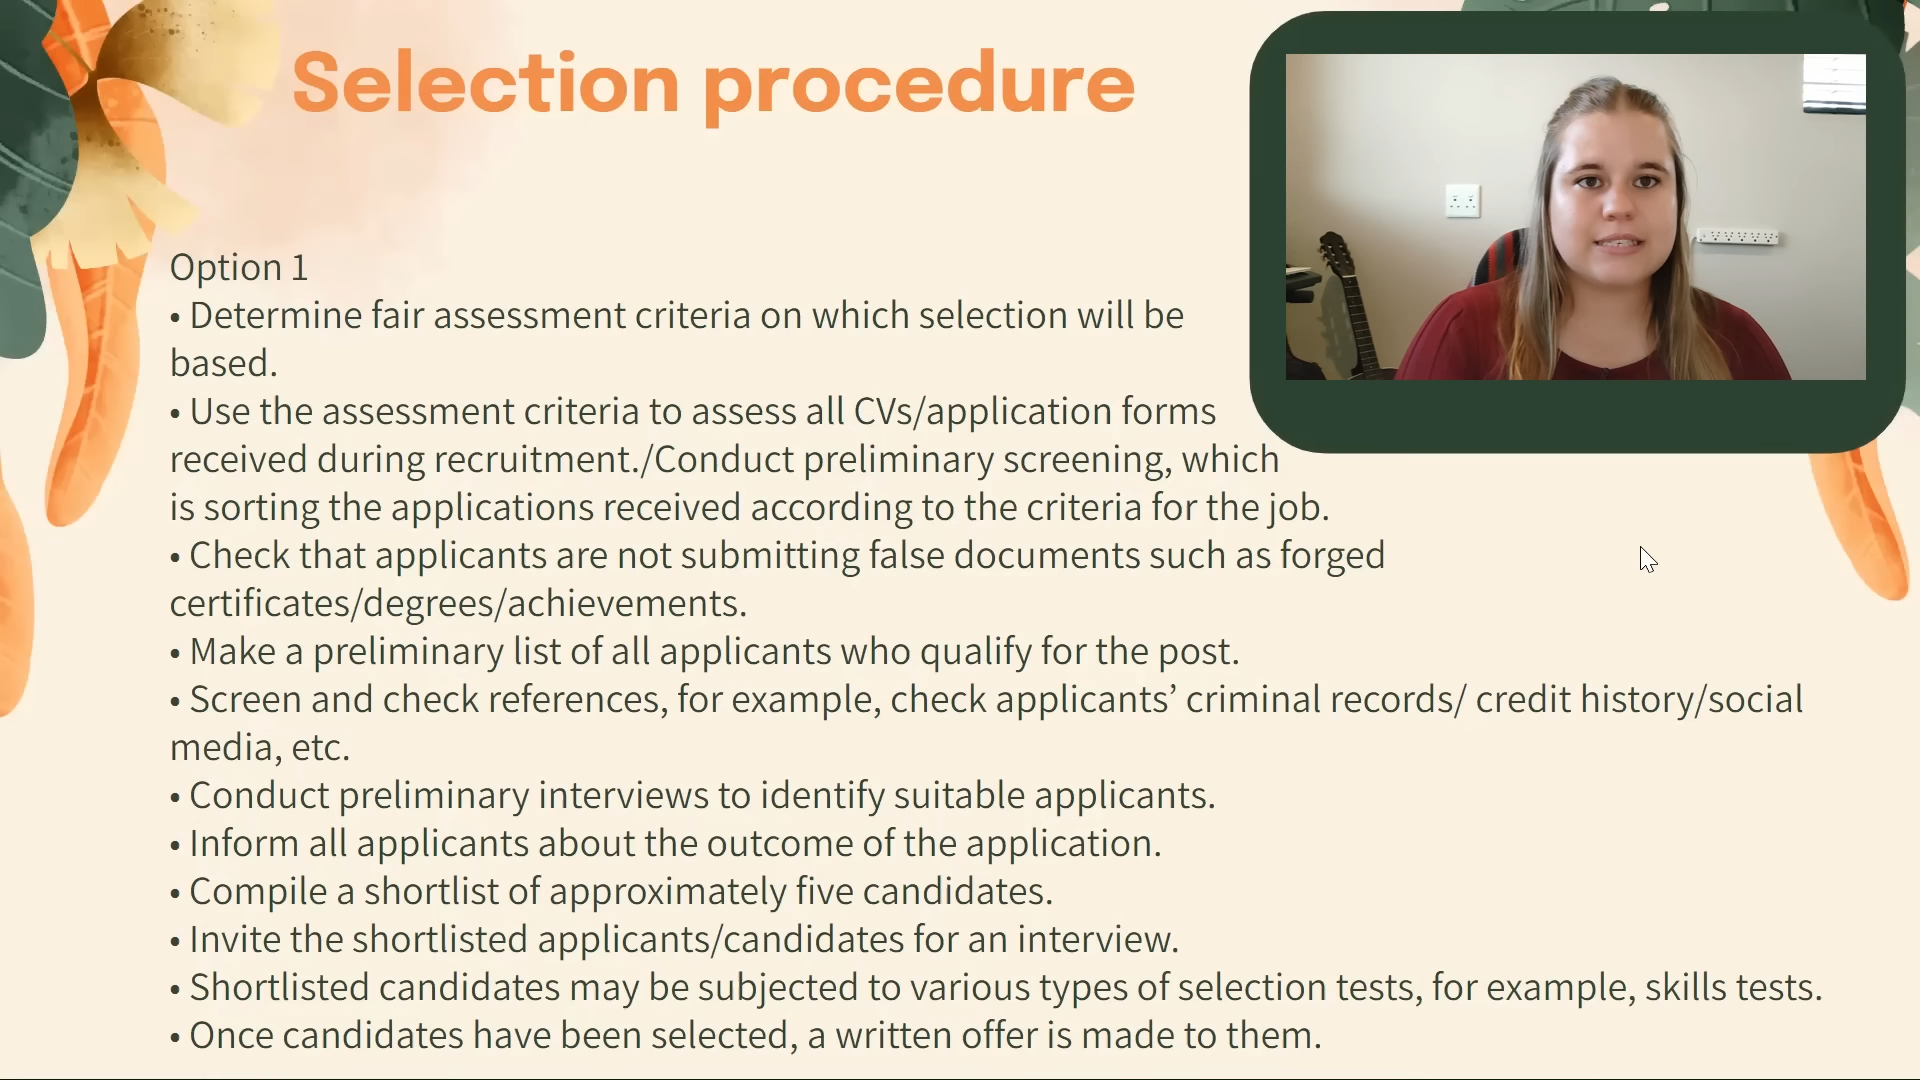 Selection procedure
Option 1
• Determine fair assessment criteria on which selection will be
based.
• Use the assessment criteria to assess all CVs/application forms
received during recruitment./Conduct preliminary screening, which
is sorting the applications received according to the criteria for the job.
• Check that applicants are not submitting false documents such as forged
certificates/degrees/achievements.
• Make a preliminary list of all applicants who qualify for the post.
• Screen and check references, for example, check applicants’ criminal records/ credit history/social
media, etc.
• Conduct preliminary interviews to identify suitable applicants.
• Inform all applicants about the outcome of the application.
• Compile a shortlist of approximately five candidates.
• Invite the shortlisted applicants/candidates for an interview.
• Shortlisted candidates may be subjected to various types of selection tests, for example, skills tests.
• Once candidates have been selected, a written offer is made to them.